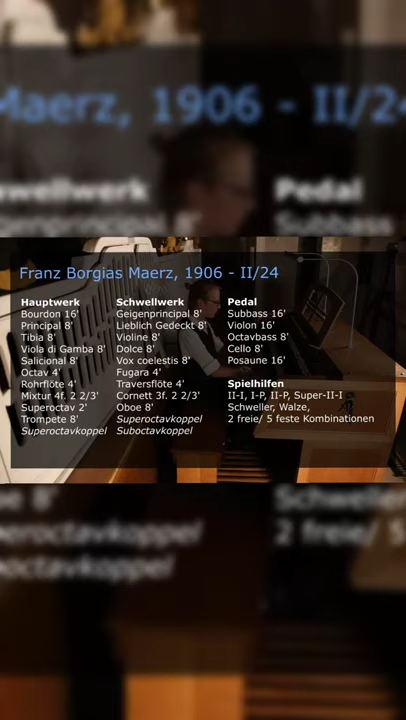 Maerz, 1906 - II/24
Pedal
Subbass
Franz Borgias Maerz, 1906 - II/24
Hauptwerk
Bourdon 16'
Principal 8'
Tibia 8'
Viola di Gamba 8'
Salicional 8'
Octav 4'
Rohrflöte 4'
Mixtur 4f. 2 2/3'
Superoctav 2'
Trompete 8'
Superoctavkoppel
Schwellwerk
Geigenprincipal 8'
Lieblich Gedeckt 8'
Violine 8'
Dolce 8'
Vox coelestis 8'
Fugara 4'
Traversflöte 4'
Cornett 3f. 2 2/3'
Oboe 8'
Superoctavkoppel
Suboctavkoppel
Pedal
Subbass 16'
Violon 16'
Octavbass 8'
Cello 8'
Posaune 16'
Spielhilfen
II-I, I-P, II-P, Super-II-I
Schweller, Walze,
2 freie/ 5 feste Kombinationen
2 freie/ 5